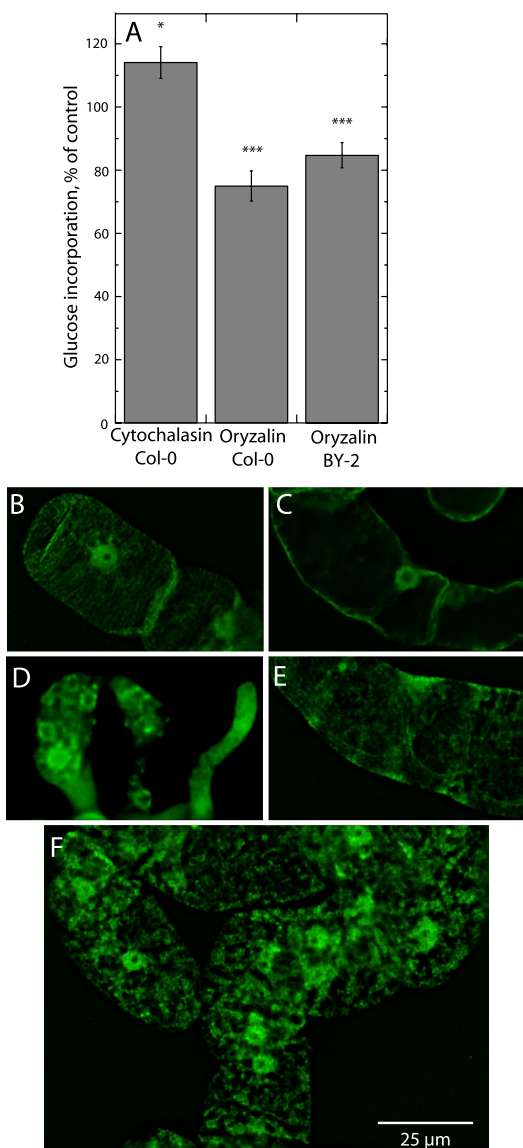 A
*
***
***
120
100
80
60
40
20
0
Glucose incorporation, % of control
Cytochalasin Oryzalin Oryzalin
Col-0 Col-0 BY-2
B
C
D
E
F
25 µm